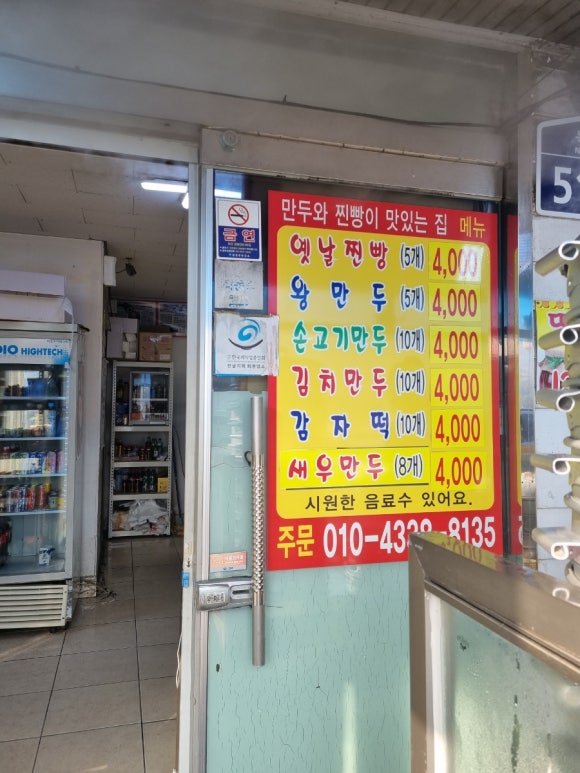 만두와 찐빵이 맛있는 집 메뉴
옛날찐빵 (5개) 4,000
왕만두 (5개) 4,000
손고기만두 (10개) 4,000
김치만두 (10개) 4,000
감자떡 (10개) 4,000
새우만두 (8개) 4,000
시원한 음료수 있어요.
주문 010-4338-8135
금연
DIO HIGHTECH
5